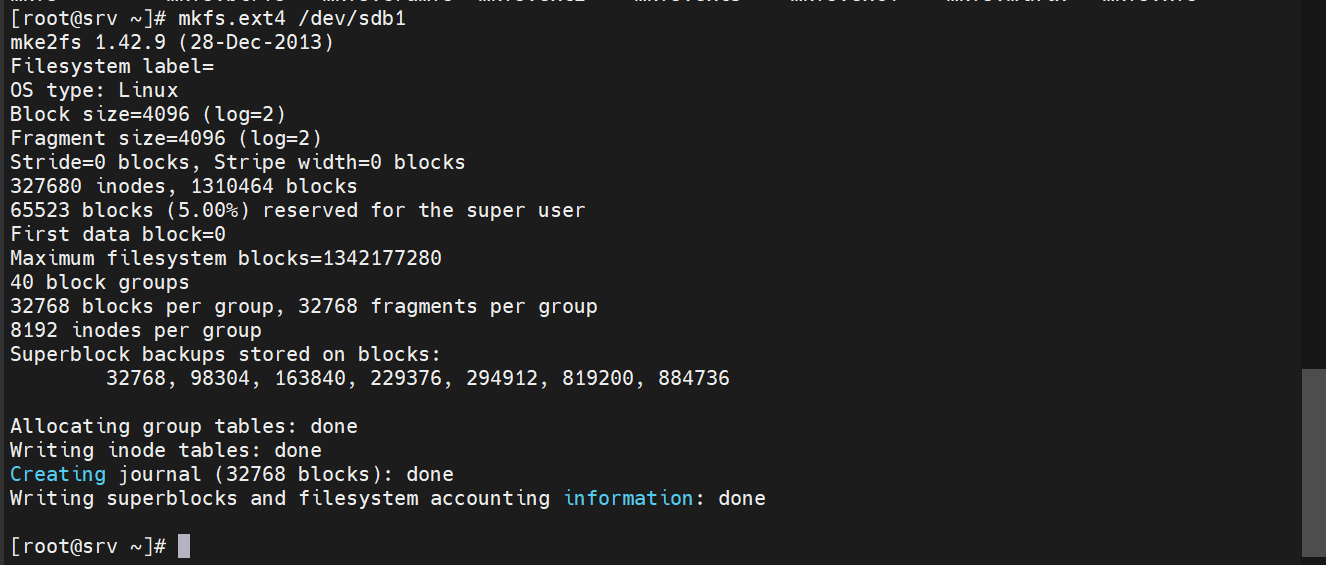 [root@srv ~]# mkfs.ext4 /dev/sdb1
mke2fs 1.42.9 (28-Dec-2013)
Filesystem label=
OS type: Linux
Block size=4096 (log=2)
Fragment size=4096 (log=2)
Stride=0 blocks, Stripe width=0 blocks
327680 inodes, 1310464 blocks
65523 blocks (5.00%) reserved for the super user
First data block=0
Maximum filesystem blocks=1342177280
40 block groups
32768 blocks per group, 32768 fragments per group
8192 inodes per group
Superblock backups stored on blocks:
        32768, 98304, 163840, 229376, 294912, 819200, 884736
Allocating group tables: done
Writing inode tables: done
Creating journal (32768 blocks): done
Writing superblocks and filesystem accounting information: done
[root@srv ~]#